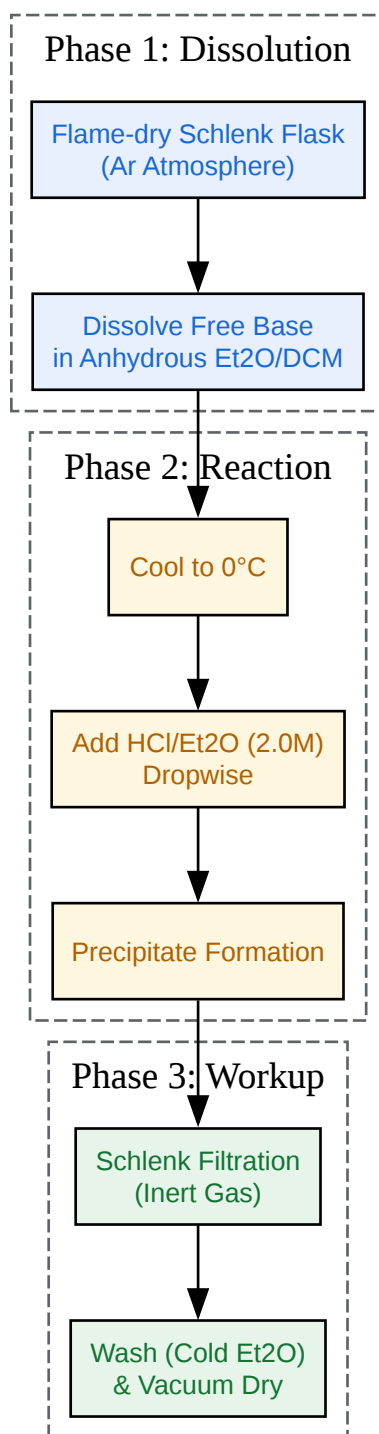 Phase 1: Dissolution
Flame-dry Schlenk Flask
(Ar Atmosphere)
Dissolve Free Base
in Anhydrous Et2O/DCM
Phase 2: Reaction
Cool to 0°C
Add HCl/Et2O (2.0M)
Dropwise
Precipitate Formation
Phase 3: Workup
Schlenk Filtration
(Inert Gas)
Wash (Cold Et2O)
& Vacuum Dry